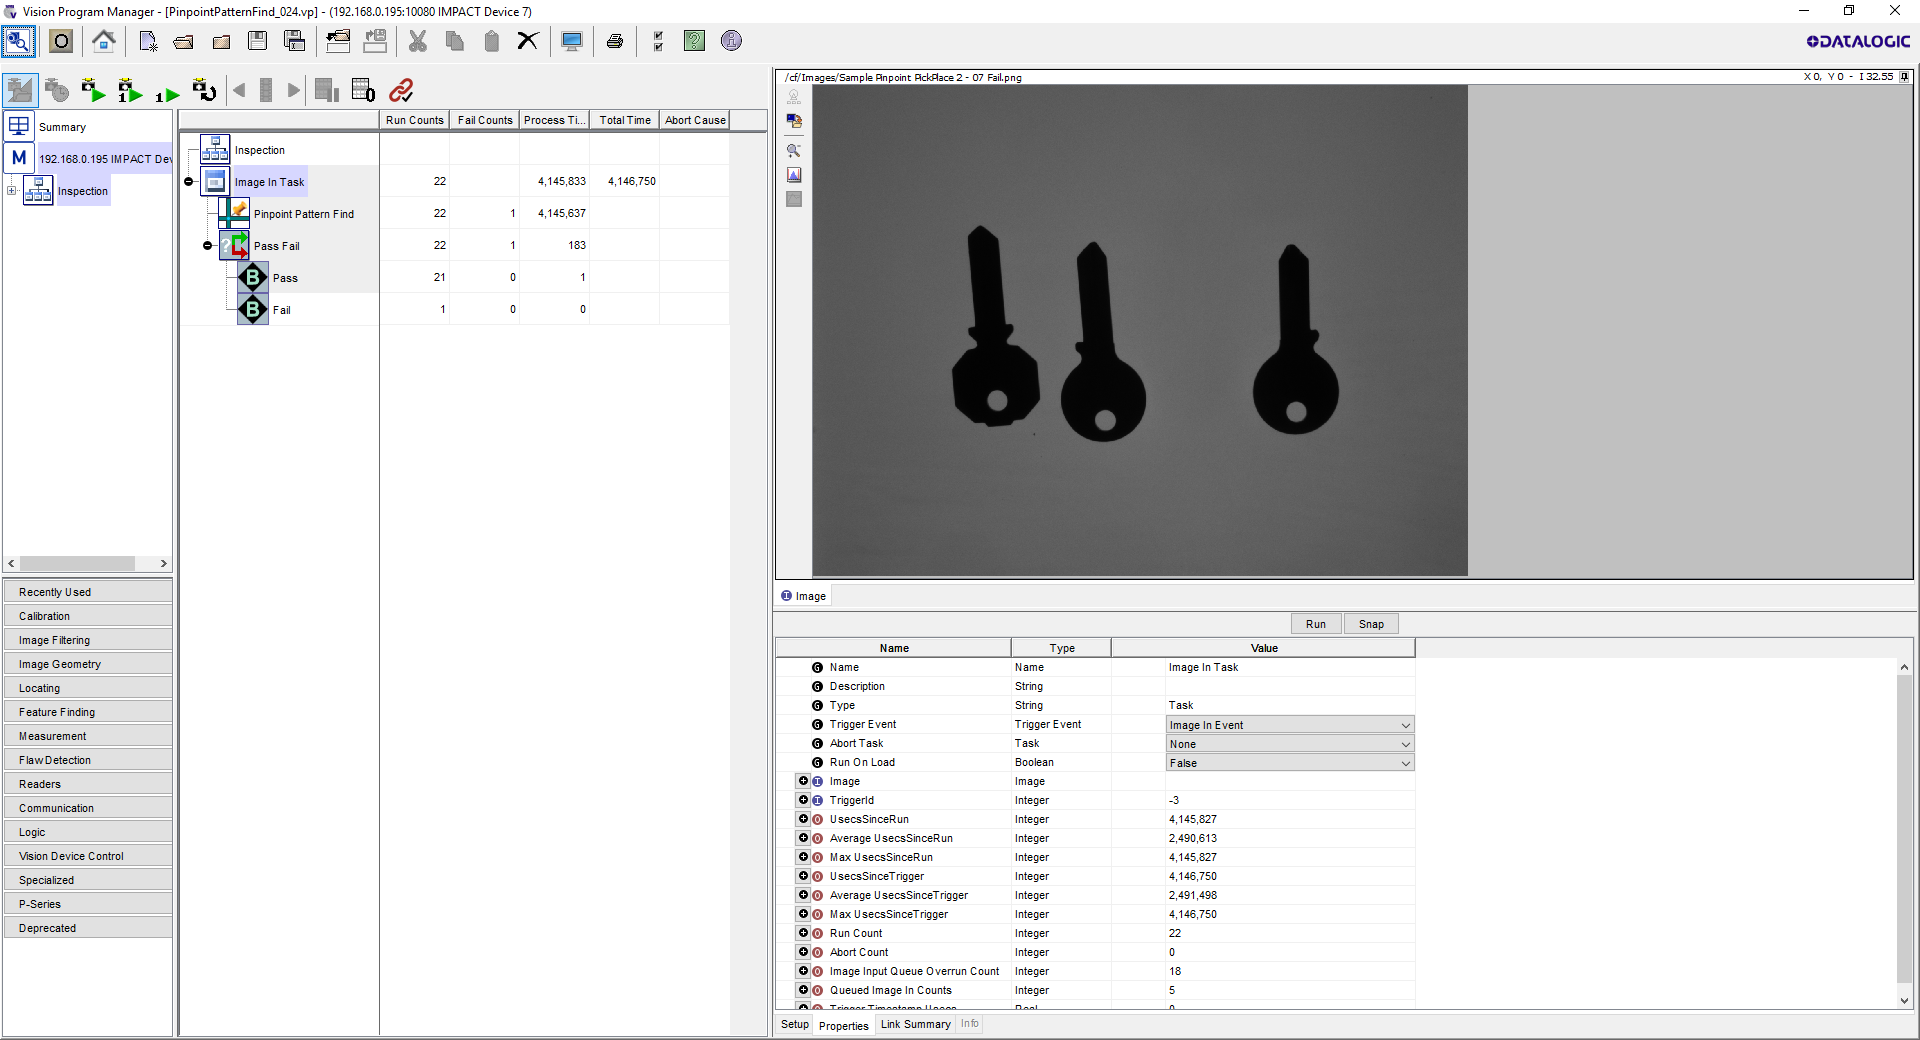 Vision Program Manager - [PinpointPatternFind_024.vp] - (192.168.0.195:10080 IMPACT Device 7)
DATALOGIC
Summary
M 192.168.0.195 IMPACT Dev
Inspection
Run Counts Fail Counts Process Ti... Total Time Abort Cause
Inspection
Image In Task 22 4,145,833 4,146,750
Pinpoint Pattern Find 22 1 4,145,637
Pass Fail 22 1 183
B Pass 21 0 1
B Fail 1 0 0
Recently Used
Calibration
Image Filtering
Image Geometry
Locating
Feature Finding
Measurement
Flaw Detection
Readers
Communication
Logic
Vision Device Control
Specialized
P-Series
Deprecated
/cf/Images/Sample Pinpoint PickPlace 2 - 07 Fail.png X 0, Y 0 - I 32.55
Image
Run Snap
Name Type Value
Name Name Image In Task
Description String
Type String Task
Trigger Event Trigger Event Image In Event
Abort Task Task None
Run On Load Boolean False
Image Image
TriggerId Integer -3
UsecsSinceRun Integer 4,145,827
Average UsecsSinceRun Integer 2,490,613
Max UsecsSinceRun Integer 4,145,827
UsecsSinceTrigger Integer 4,146,750
Average UsecsSinceTrigger Integer 2,491,498
Max UsecsSinceTrigger Integer 4,146,750
Run Count Integer 22
Abort Count Integer 0
Image Input Queue Overrun Count Integer 18
Queued Image In Counts Integer 5
Trigger Timestamp Usecs Real 0
Setup Properties Link Summary Info